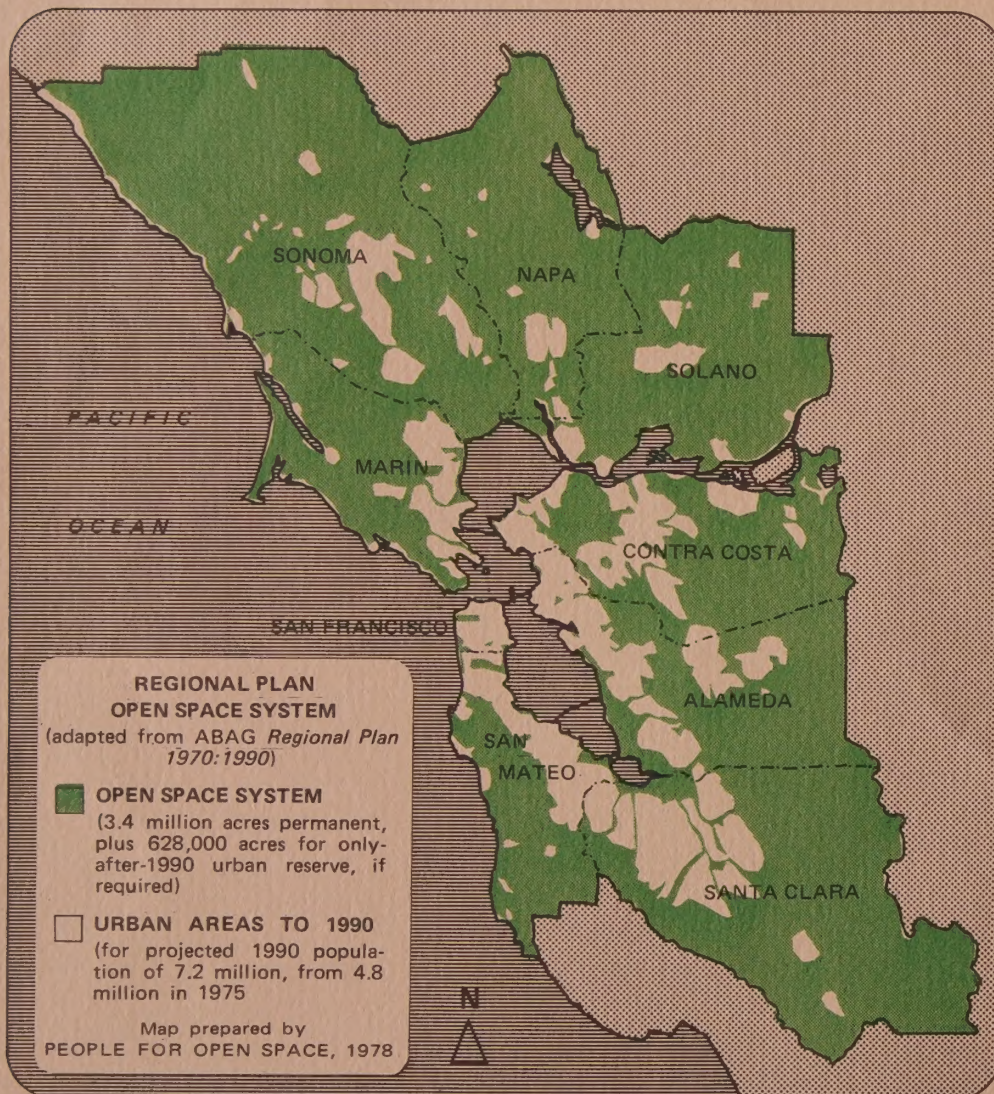 SONOMA
NAPA
SOLANO
PACIFIC
MARIN
OCEAN
CONTRA COSTA
SAN FRANCISCO
ALAMEDA
SAN
MATEO
SANTA CLARA
REGIONAL PLAN
OPEN SPACE SYSTEM
(adapted from ABAG Regional Plan
1970:1990)
OPEN SPACE SYSTEM
(3.4 million acres permanent,
plus 628,000 acres for only-
after-1990 urban reserve, if
required)
URBAN AREAS TO 1990
(for projected 1990 popula-
tion of 7.2 million, from 4.8
million in 1975
Map prepared by
PEOPLE FOR OPEN SPACE, 1978
N